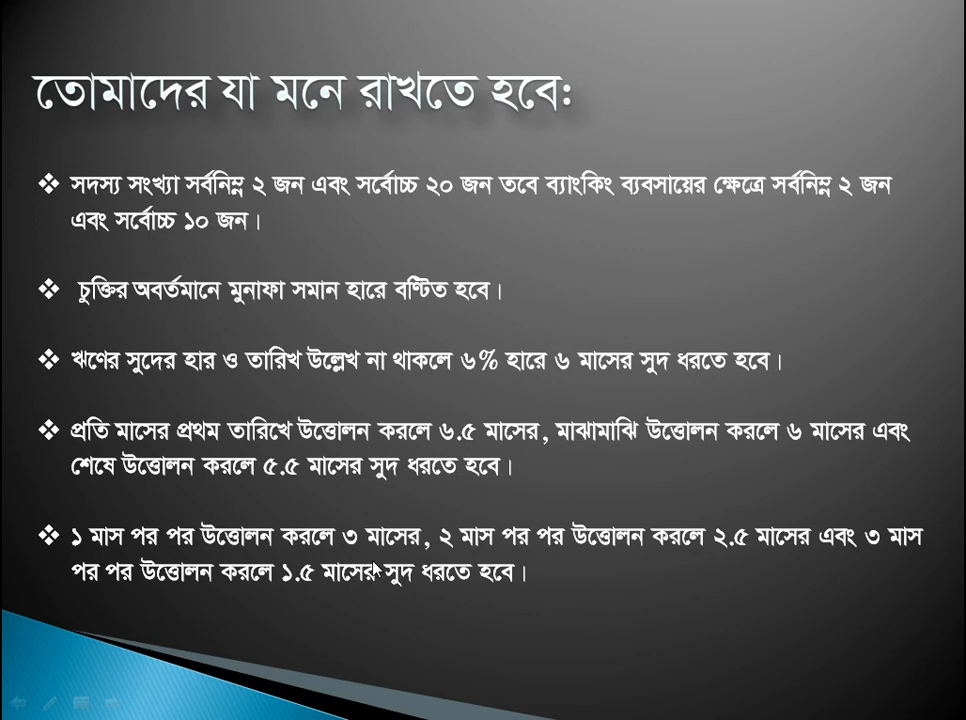 তোমাদের যা মনে রাখতে হবে:
❖ সদস্য সংখ্যা সর্বনিম্ন ২ জন এবং সর্বোচ্চ ২০ জন তবে ব্যাংকিং ব্যবসায়ের ক্ষেত্রে সর্বনিম্ন ২ জন
এবং সর্বোচ্চ ১০ জন।
❖ চুক্তির অবর্তমানে মুনাফা সমান হারে বণ্টিত হবে।
❖ ঋণের সুদের হার ও তারিখ উল্লেখ না থাকলে ৬% হারে ৬ মাসের সুদ ধরতে হবে।
❖ প্রতি মাসের প্রথম তারিখে উত্তোলন করলে ৬.৫ মাসের, মাঝামাঝি উত্তোলন করলে ৬ মাসের এবং
শেষে উত্তোলন করলে ৫.৫ মাসের সুদ ধরতে হবে।
❖ ১ মাস পর পর উত্তোলন করলে ৩ মাসের, ২ মাস পর পর উত্তোলন করলে ২.৫ মাসের এবং ৩ মাস
পর পর উত্তোলন করলে ১.৫ মাসের সুদ ধরতে হবে।